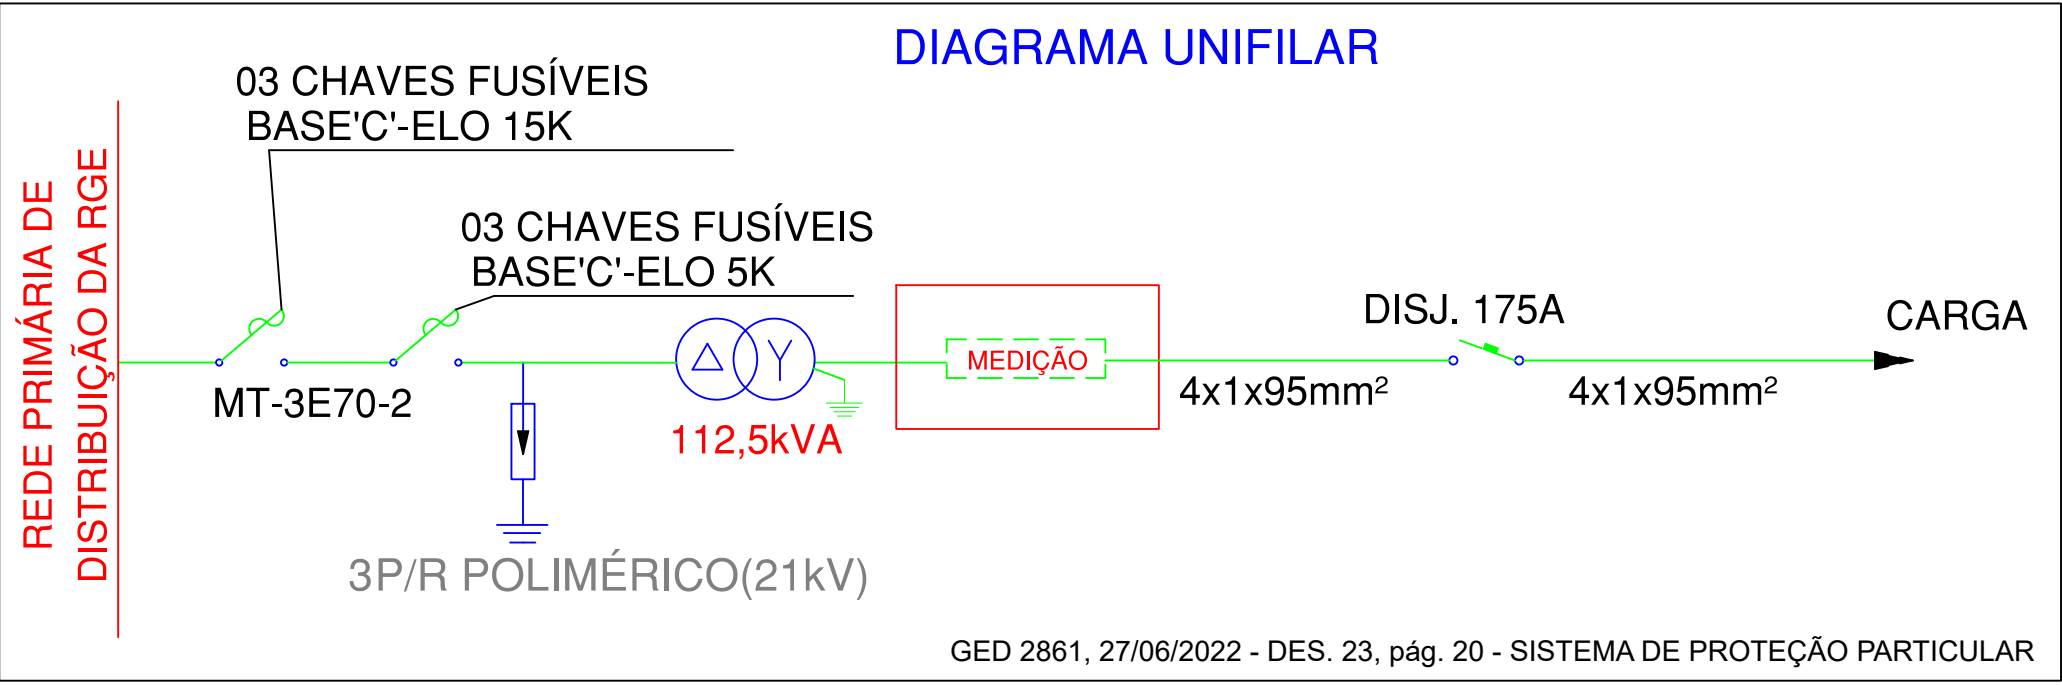 DIAGRAMA UNIFILAR
03 CHAVES FUSÍVEIS
BASE'C'-ELO 15K
REDE PRIMÁRIA DE
DISTRIBUIÇÃO DA RGE
03 CHAVES FUSÍVEIS
BASE'C'-ELO 5K
MT-3E70-2
3P/R POLIMÉRICO(21kV)
112,5kVA
MEDIÇÃO
4x1x95mm²
DISJ. 175A
4x1x95mm²
CARGA
GED 2861, 27/06/2022 - DES. 23, pág. 20 - SISTEMA DE PROTEÇÃO PARTICULAR